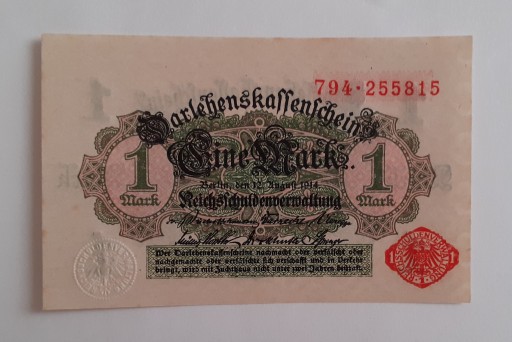 794·255815
Darlehenskassenschein
Eine Mark.
1 Mark
1 Mark
Berlin, den 12. August 1914.
Reichsschuldenverwaltung
Wer Darlehenskassenscheine nachmacht oder verfälscht oder
nachgemachte oder verfälschte sich verschafft und in Verkehr
bringt, wird mit Zuchthaus nicht unter zwei Jahren bestraft.
1 1